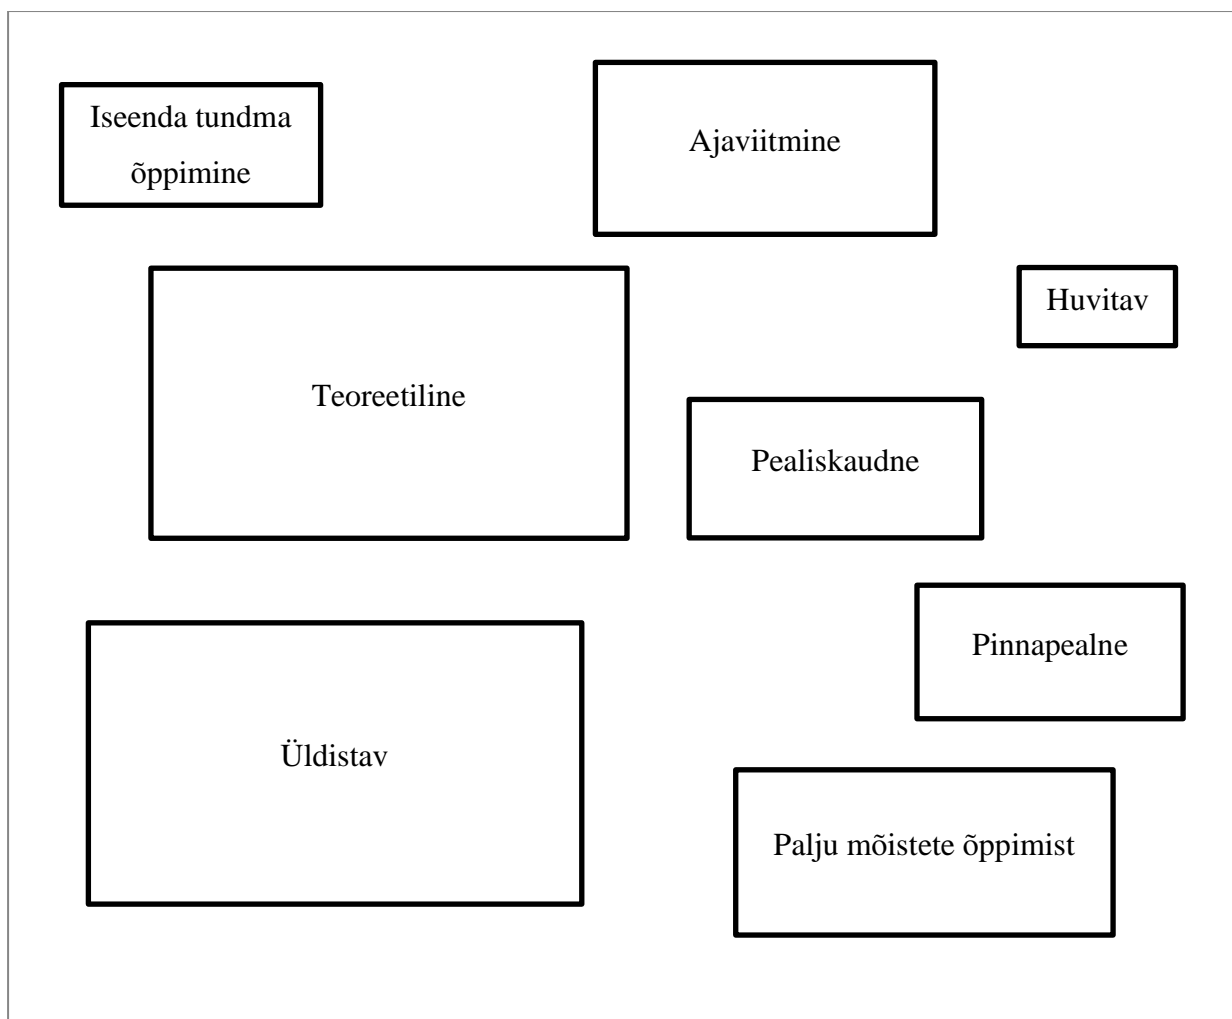 Iseenda tundma
õppimine
Ajaviitmine
Huvitav
Teoreetiline
Pealiskaudne
Pinnapealne
Üldistav
Palju mõistete õppimist